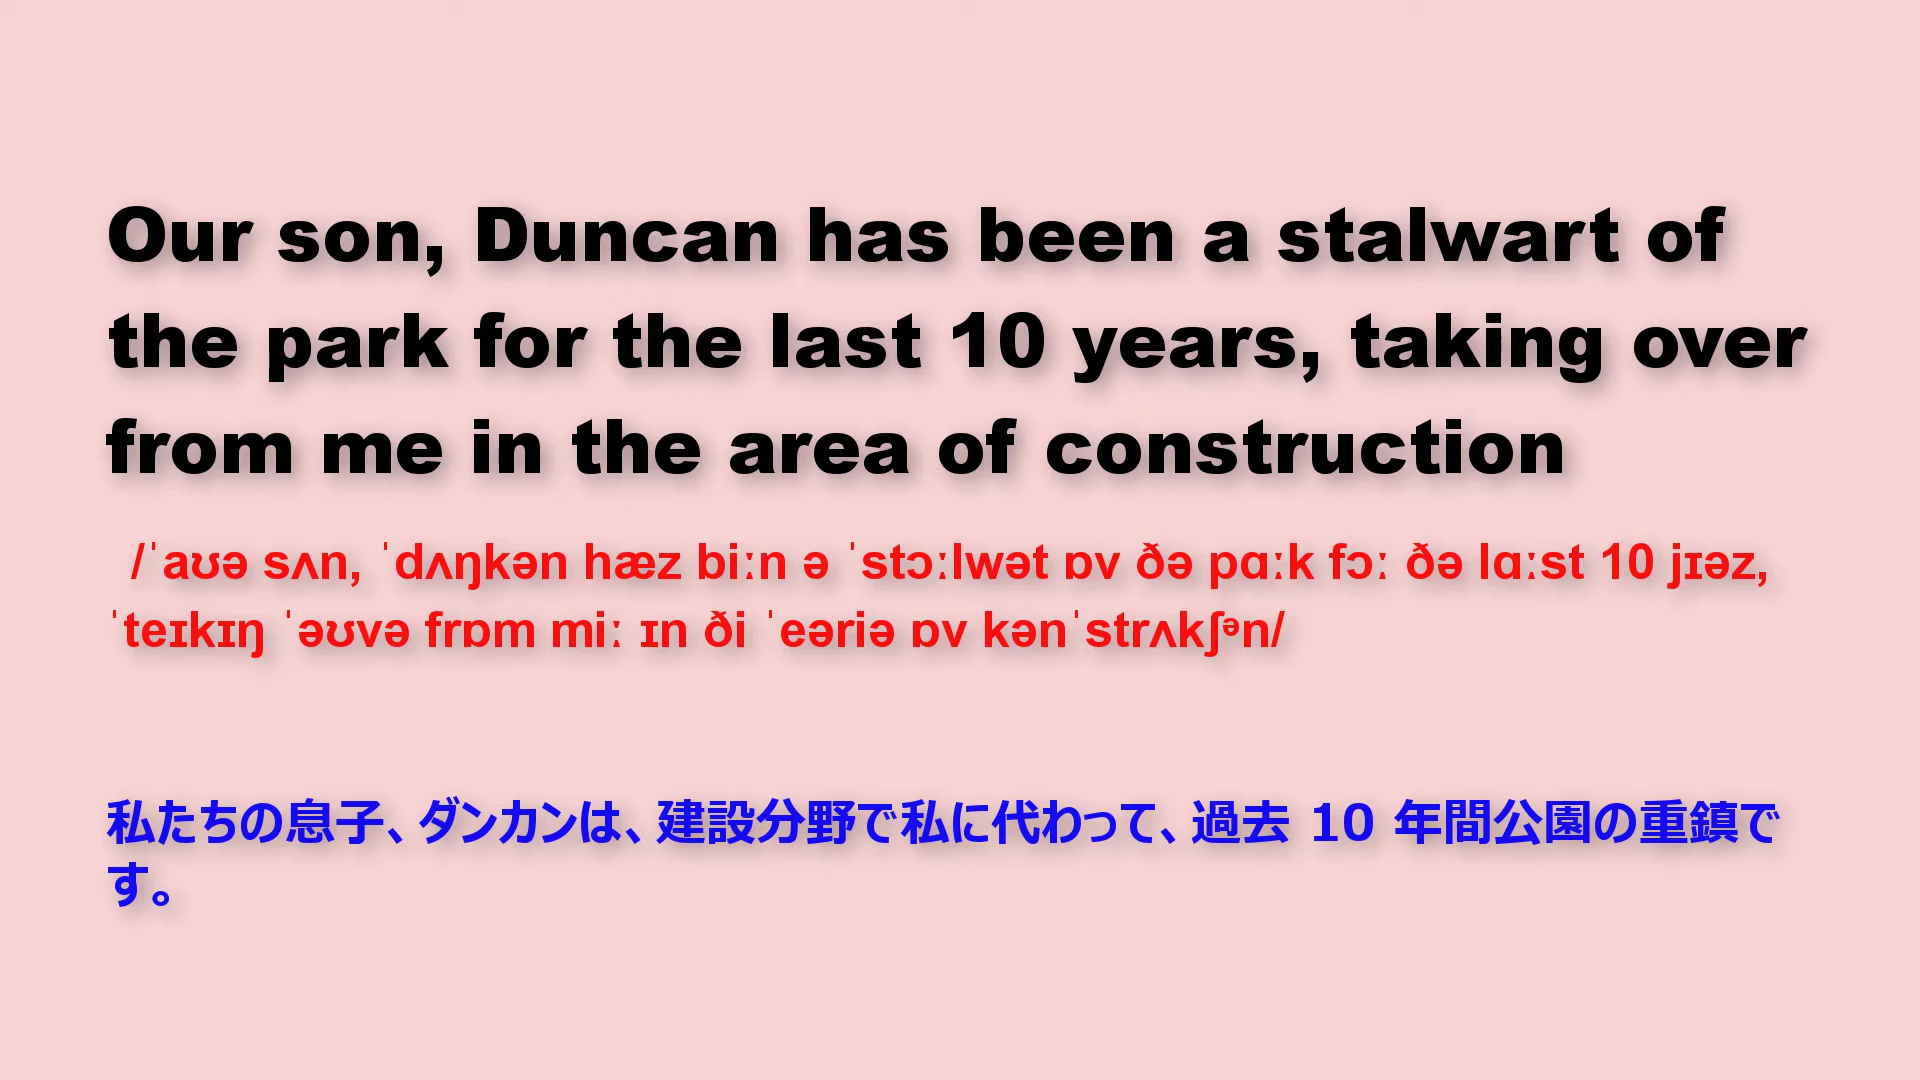 Our son, Duncan has been a stalwart of
the park for the last 10 years, taking over
from me in the area of construction
/ˈaʊə sʌn, ˈdʌŋkən hæz biːn ə ˈstɔːlwət ɒv ðə pɑːk fɔː ðə lɑːst 10 jɪəz,
ˈteɪkɪŋ ˈəʊvə frɒm miː ɪn ði ˈeəriə ɒv kənˈstrʌkʃᵊn/
私たちの息子、ダンカンは、建設分野で私に代わって、過去 10 年間公園の重鎮で
す。